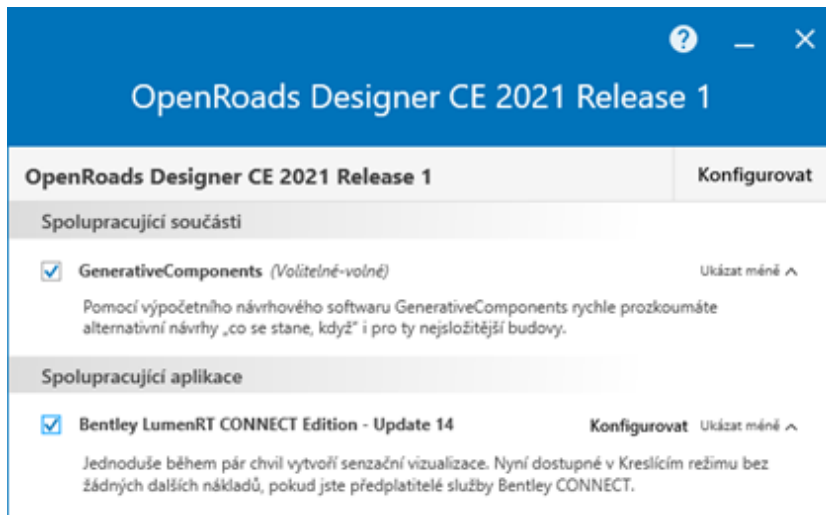 OpenRoads Designer CE 2021 Release 1
OpenRoads Designer CE 2021 Release 1 Konfigurovat
Spolupracující součásti
GenerativeComponents (Volitelné-volné) Ukázat méně
Pomocí výpočetního návrhového softwaru GenerativeComponents rychle prozkoumáte
alternativní návrhy „co se stane, když" i pro ty nejsložitější budovy.
Spolupracující aplikace
Bentley LumenRT CONNECT Edition - Update 14 Konfigurovat Ukázat méně
Jednoduše během pár chvil vytvoří senzační vizualizace. Nyní dostupné v Kreslícím režimu bez
žádných dalších nákladů, pokud jste předplatitelé služby Bentley CONNECT.